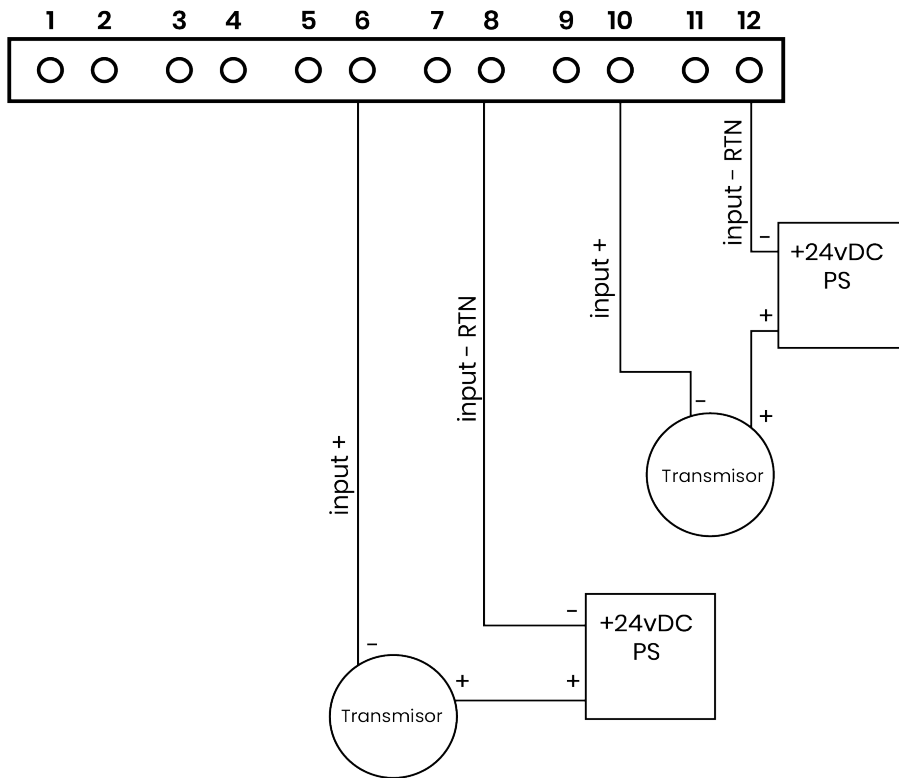 1 2 3 4 5 6 7 8 9 10 11 12
input - RTN
- +24vDC
PS
input +
+
input - RTN
- +
Transmisor
input +
- +24vDC
PS
-
+ +
Transmisor